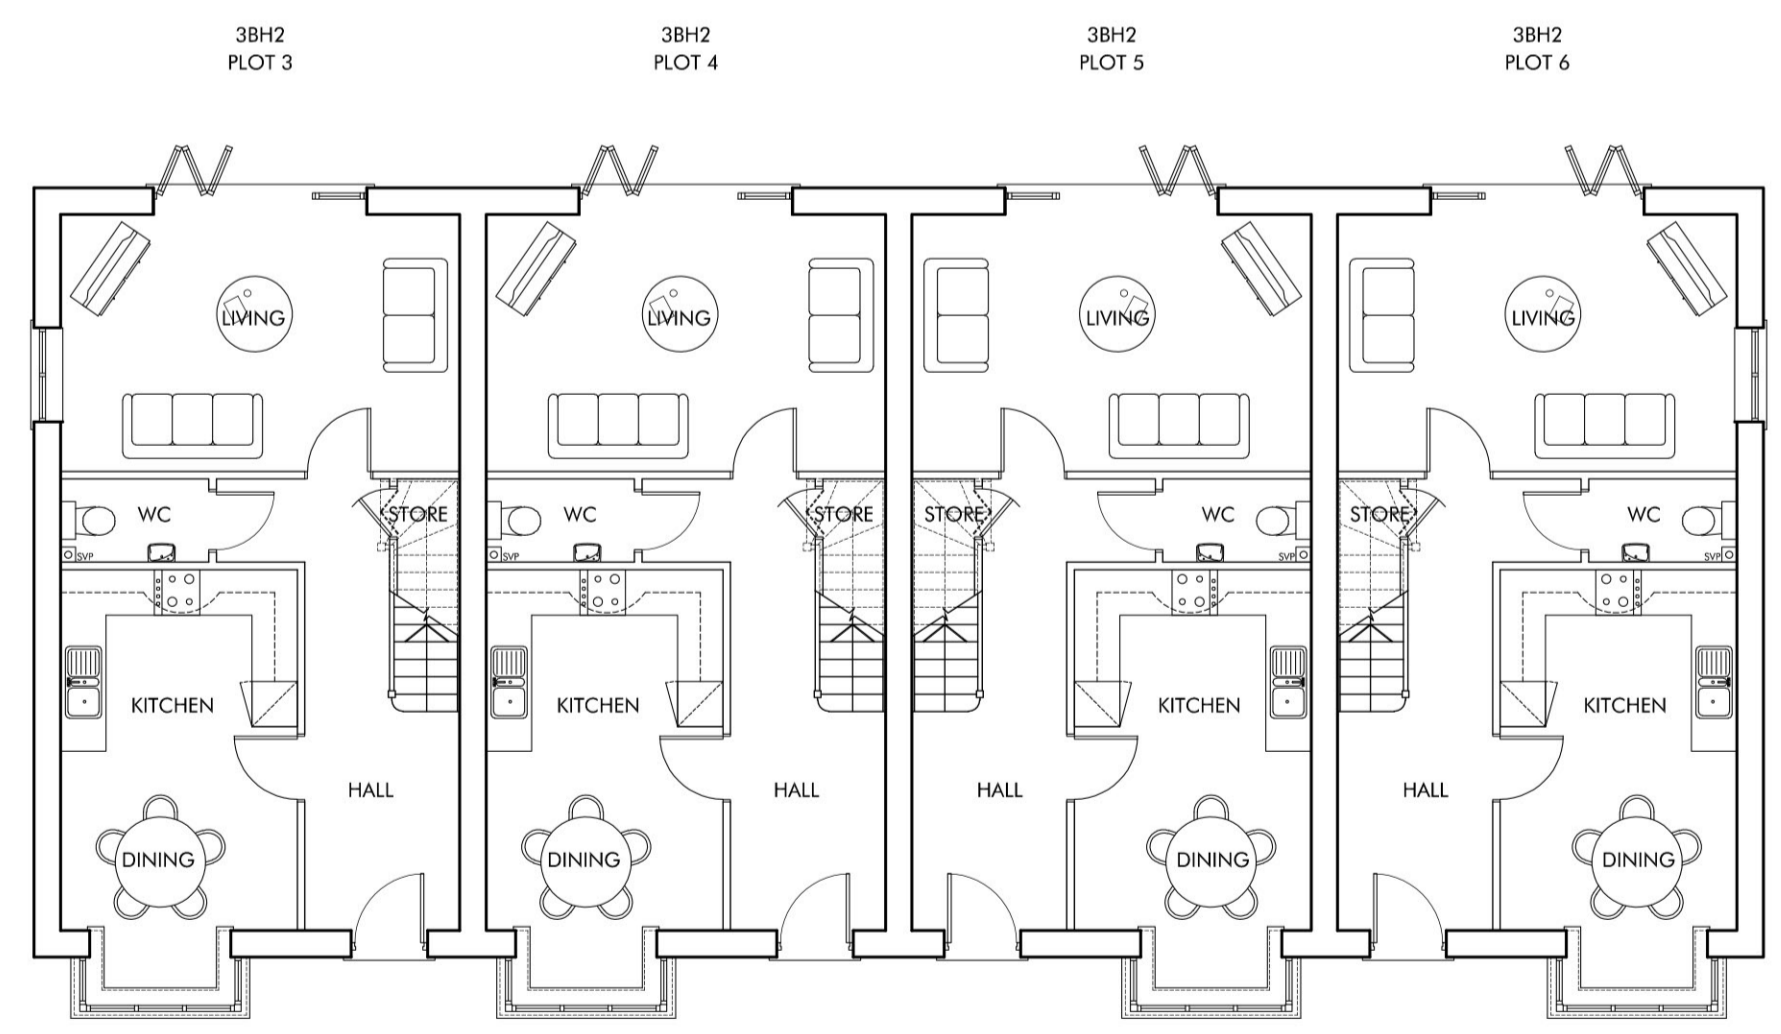 3BH2
PLOT 3
3BH2
PLOT 4
3BH2
PLOT 5
3BH2
PLOT 6
LIVING
LIVING
LIVING
LIVING
WC
STORE
WC
STORE
STORE
WC
STORE
WC
SVP
SVP
SVP
SVP
KITCHEN
KITCHEN
KITCHEN
KITCHEN
HALL
HALL
HALL
HALL
DINING
DINING
DINING
DINING